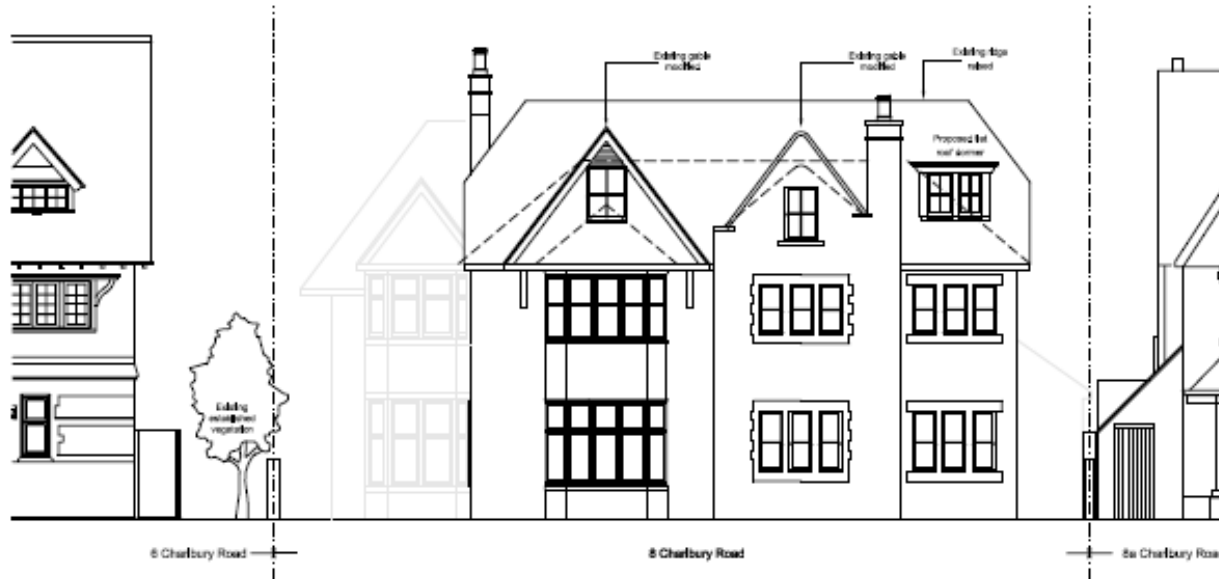 Existing gable
modified
Existing gable
modified
Existing ridge
raised
Proposed flat
roof dormer
Existing
established
vegetation
6 Charlbury Road
8 Charlbury Road
8a Charlbury Roa